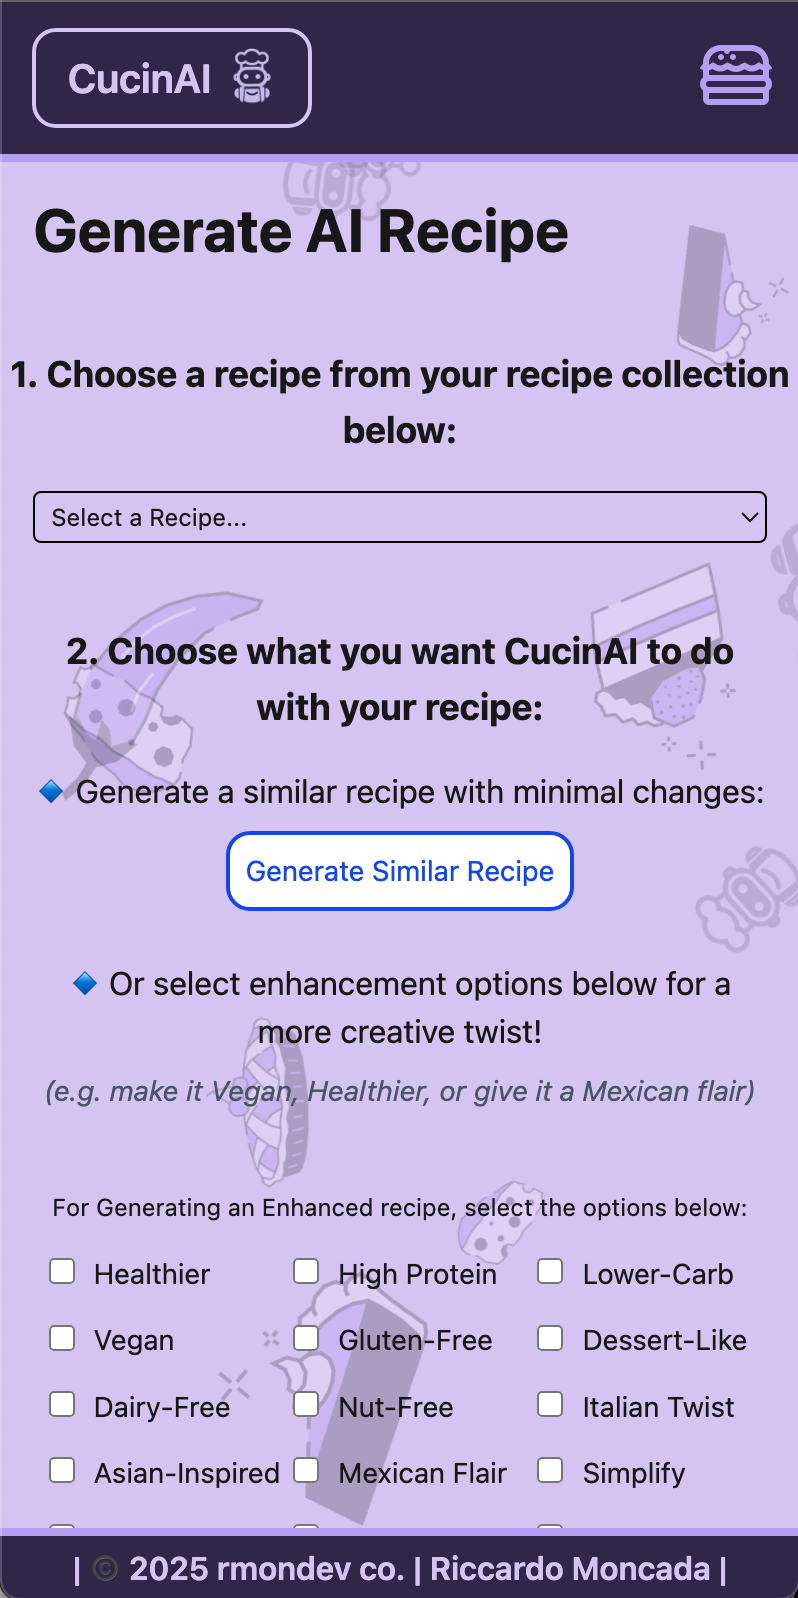 CucinAI
Generate AI Recipe
1. Choose a recipe from your recipe collection
below:
Select a Recipe...
2. Choose what you want CucinAI to do
with your recipe:
🔹 Generate a similar recipe with minimal changes:
Generate Similar Recipe
🔹 Or select enhancement options below for a
more creative twist!
(e.g. make it Vegan, Healthier, or give it a Mexican flair)
For Generating an Enhanced recipe, select the options below:
Healthier High Protein Lower-Carb
Vegan Gluten-Free Dessert-Like
Dairy-Free Nut-Free Italian Twist
Asian-Inspired Mexican Flair Simplify
| © 2025 rmondev co. | Riccardo Moncada |